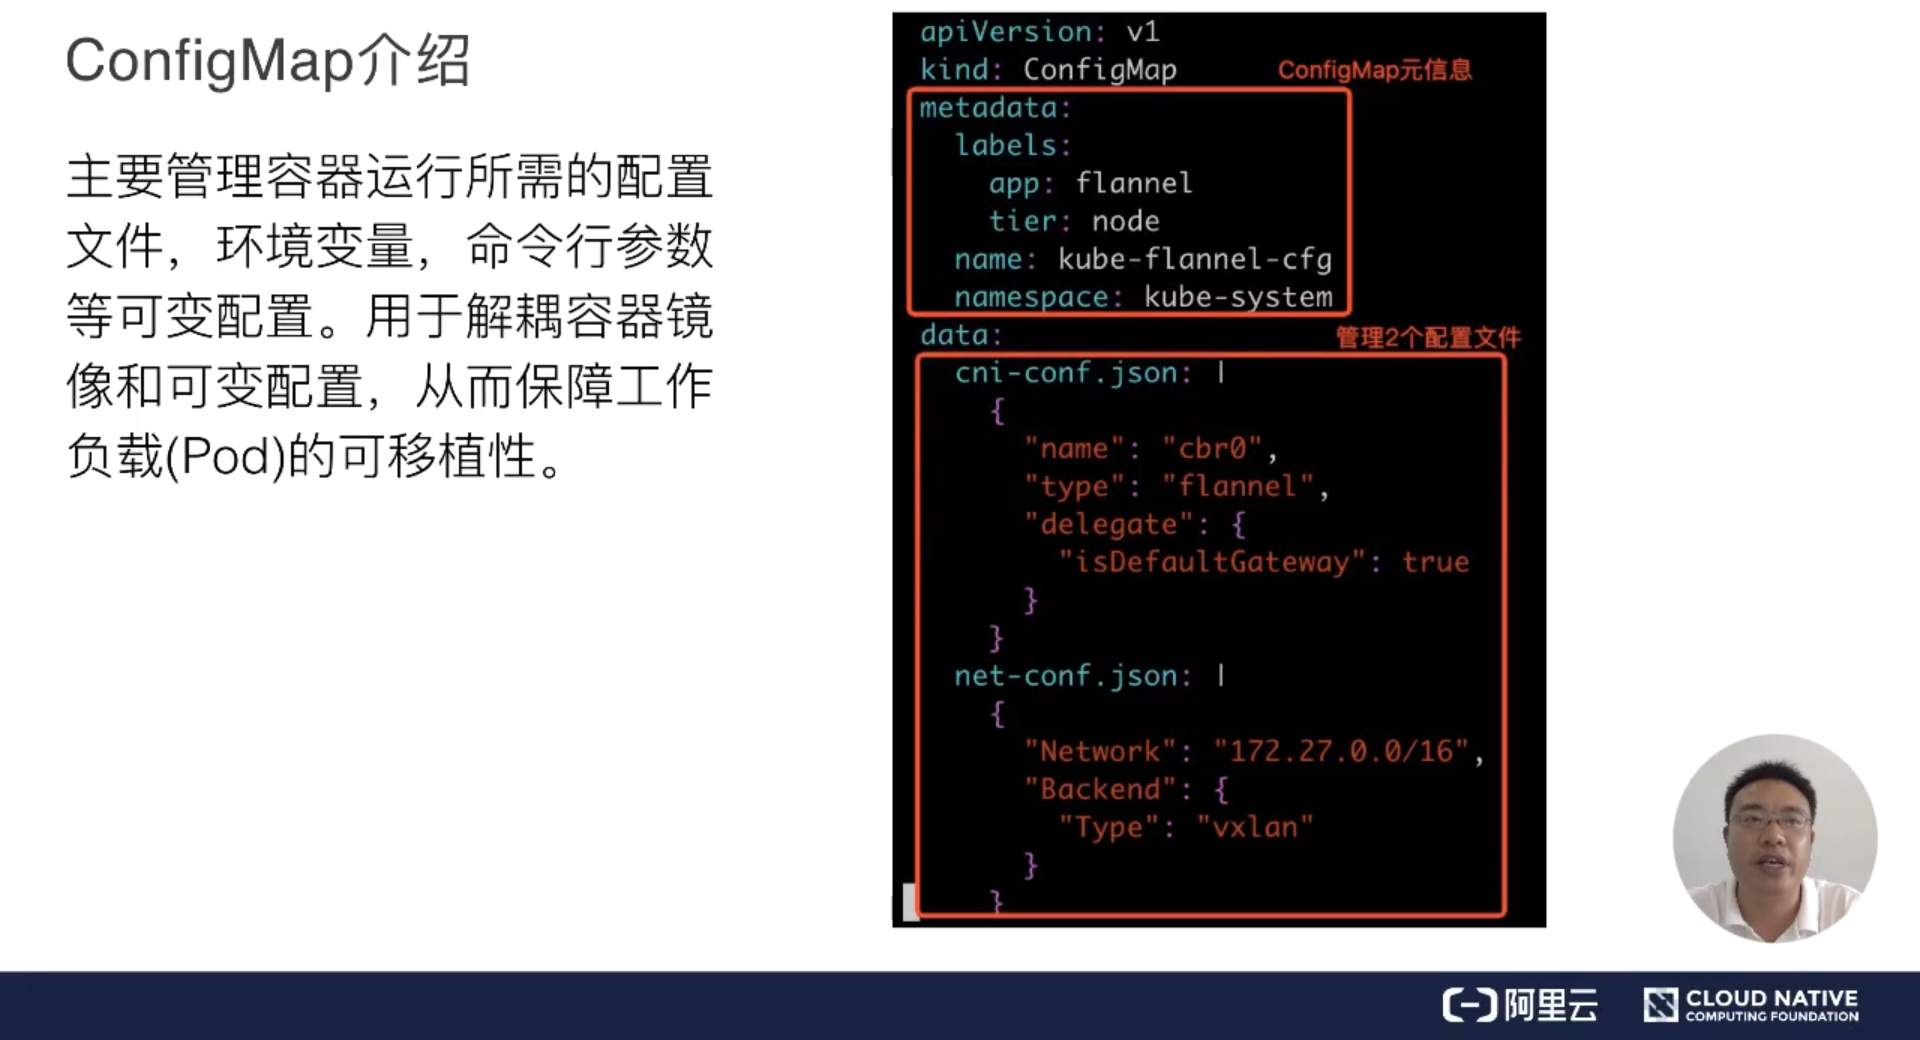 ConfigMap介绍
主要管理容器运行所需的配置
文件，环境变量，命令行参数
等可变配置。用于解耦容器镜
像和可变配置，从而保障工作
负载(Pod)的可移植性。
apiVersion: v1
kind: ConfigMap
ConfigMap元信息
metadata:
  labels:
    app: flannel
    tier: node
  name: kube-flannel-cfg
  namespace: kube-system
data:
管理2个配置文件
  cni-conf.json: |
    {
      "name": "cbr0",
      "type": "flannel",
      "delegate": {
        "isDefaultGateway": true
      }
    }
  net-conf.json: |
    {
      "Network": "172.27.0.0/16",
      "Backend": {
        "Type": "vxlan"
      }
    }
阿里云
CLOUD NATIVE
COMPUTING FOUNDATION